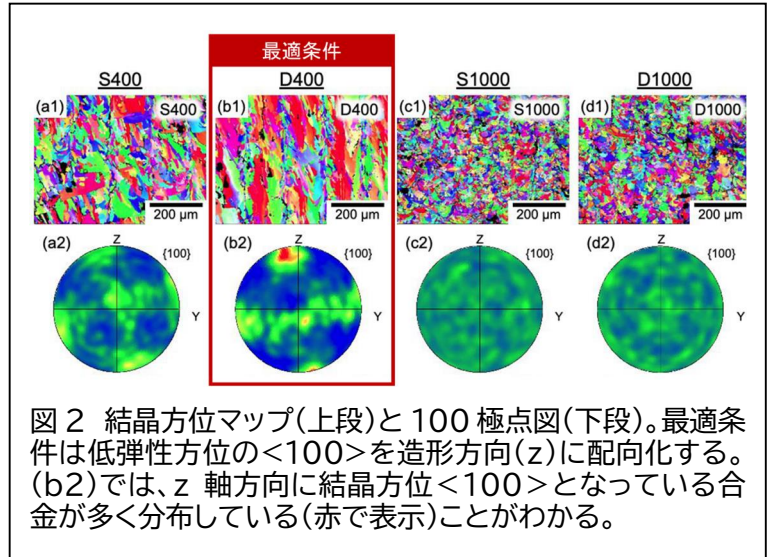 最適条件
S400
D400
S1000
D1000
(a1)
S400
200 µm
(b1)
D400
200 µm
(c1)
S1000
200 µm
(d1)
D1000
200 µm
(a2)
Z
{100}
Y
(b2)
Z
{100}
Y
(c2)
Z
{100}
Y
(d2)
Z
{100}
Y
図2 結晶方位マップ(上段)と100極点図(下段)。最適条
件は低弾性方位の<100>を造形方向(z)に配向化する。
(b2)では、z 軸方向に結晶方位<100>となっている合
金が多く分布している(赤で表示)ことがわかる。